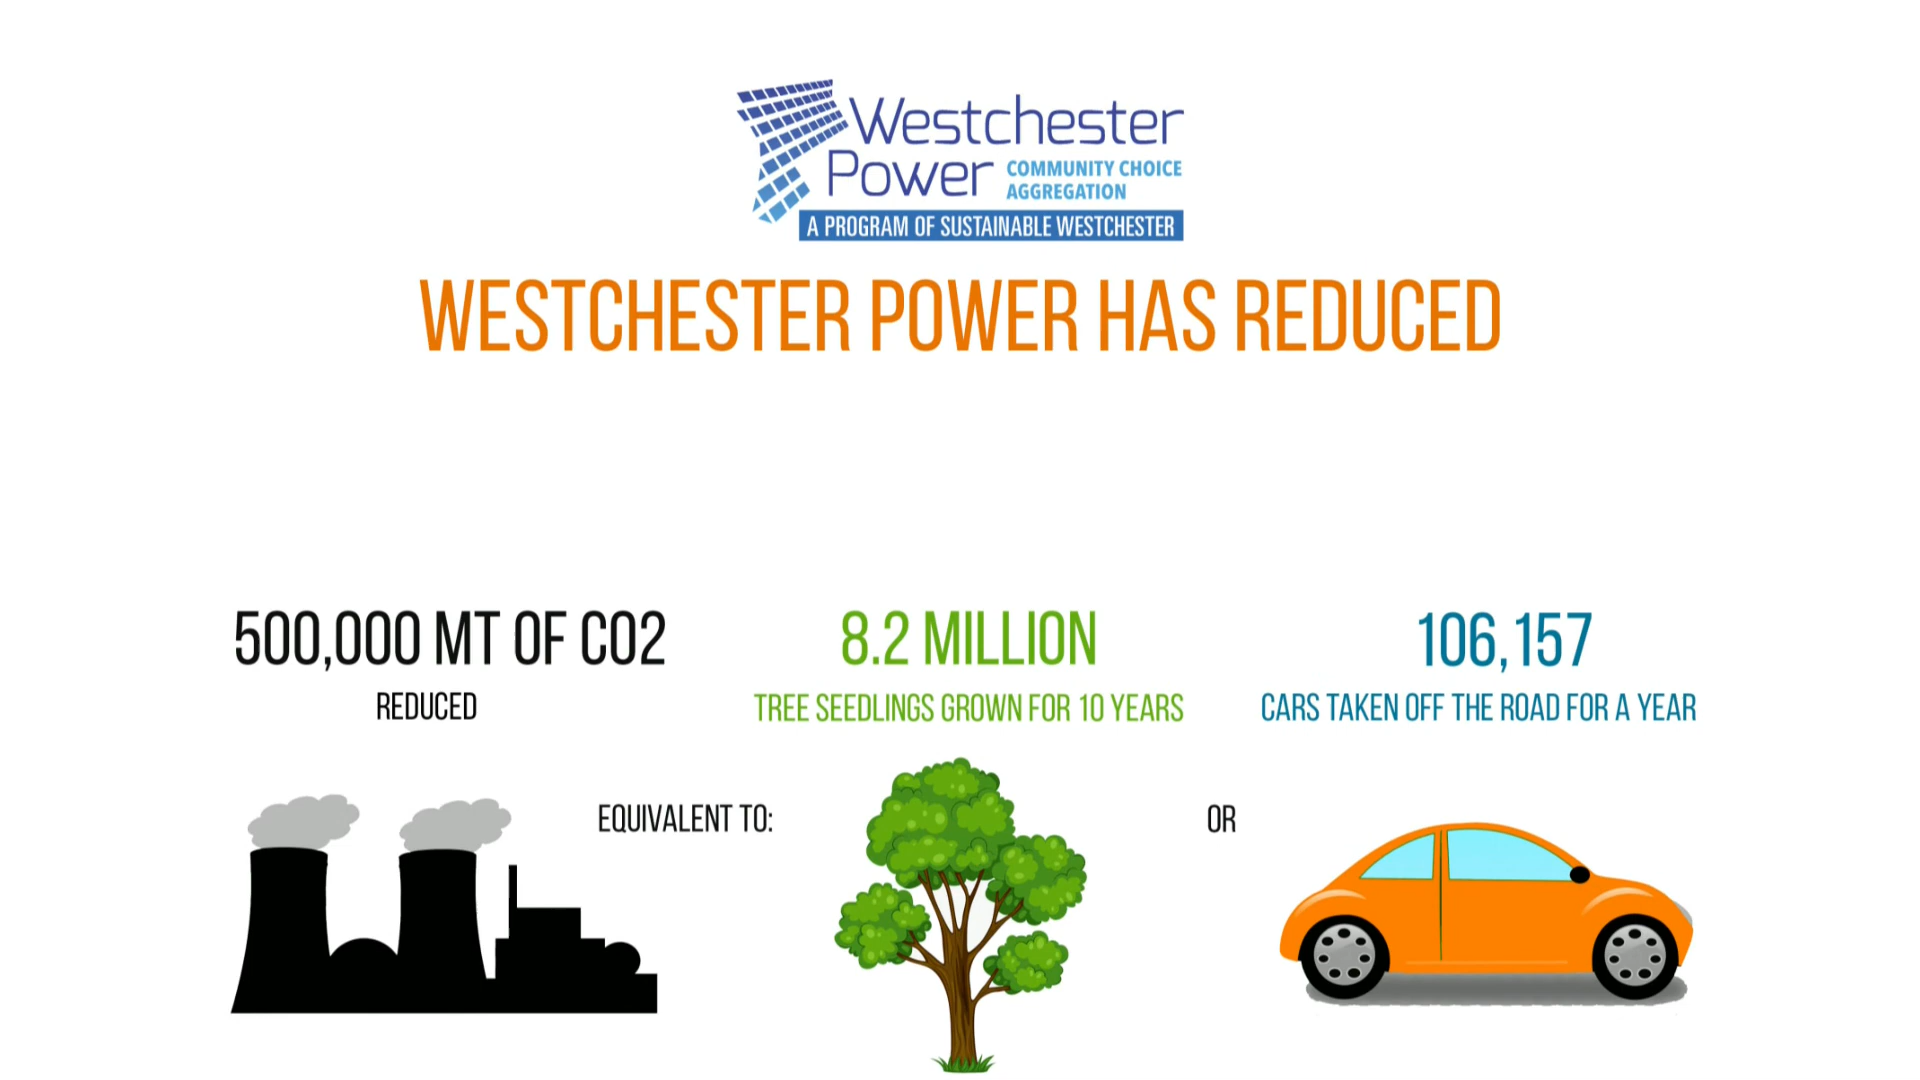 Westchester
Power COMMUNITY CHOICE
AGGREGATION
A PROGRAM OF SUSTAINABLE WESTCHESTER
WESTCHESTER POWER HAS REDUCED
500,000 MT OF CO2
REDUCED
EQUIVALENT TO:
8.2 MILLION
TREE SEEDLINGS GROWN FOR 10 YEARS
OR
106,157
CARS TAKEN OFF THE ROAD FOR A YEAR